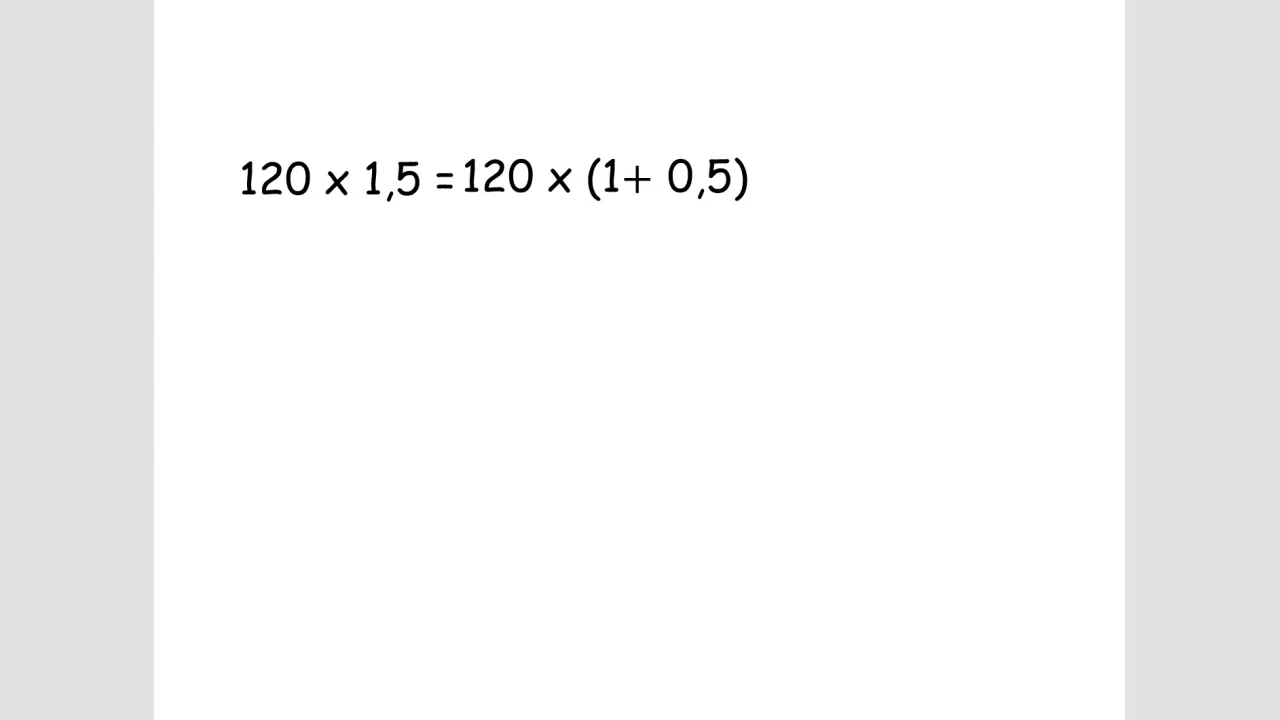 120 x 1,5 = 120 x (1+ 0,5)